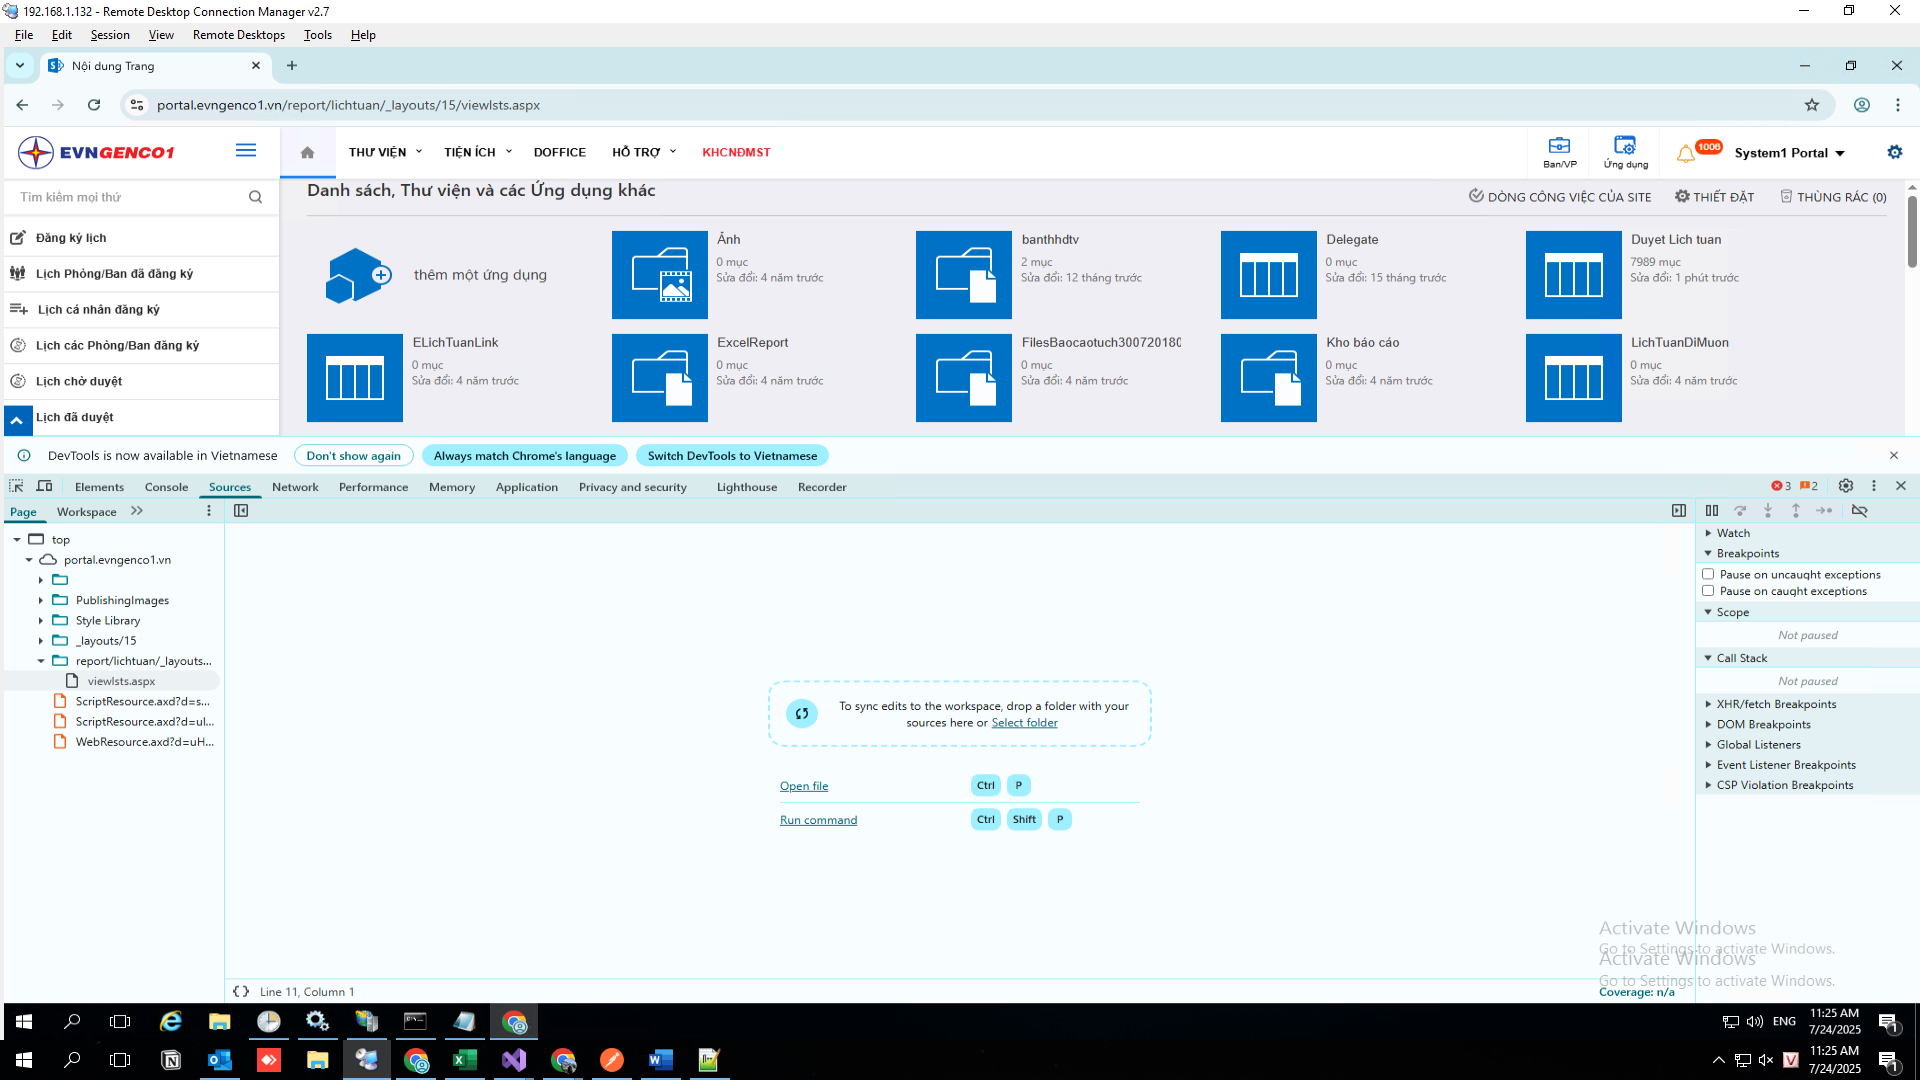 192.168.1.132 - Remote Desktop Connection Manager v2.7
File Edit Session View Remote Desktops Tools Help
Nội dung Trang
portal.evngenco1.vn/report/lichtuan/_layouts/15/viewlsts.aspx
EVNGENCO1
THƯ VIỆN TIỆN ÍCH DOFFICE HỖ TRỢ KHCNĐMST
Ban/VP Ứng dụng 1006 System1 Portal
Tìm kiếm mọi thứ
Đăng ký lịch
Lịch Phòng/Ban đã đăng ký
Lịch cá nhân đăng ký
Lịch các Phòng/Ban đăng ký
Lịch chờ duyệt
Lịch đã duyệt
Danh sách, Thư viện và các Ứng dụng khác
DÒNG CÔNG VIỆC CỦA SITE THIẾT ĐẶT THÙNG RÁC (0)
thêm một ứng dụng
Ảnh
0 mục
Sửa đổi: 4 năm trước
banthhdtv
2 mục
Sửa đổi: 12 tháng trước
Delegate
0 mục
Sửa đổi: 15 tháng trước
Duyet Lich tuan
7989 mục
Sửa đổi: 1 phút trước
ELichTuanLink
0 mục
Sửa đổi: 4 năm trước
ExcelReport
0 mục
Sửa đổi: 4 năm trước
FilesBaocaotuch300720180
0 mục
Sửa đổi: 4 năm trước
Kho báo cáo
0 mục
Sửa đổi: 4 năm trước
LichTuanDiMuon
0 mục
Sửa đổi: 4 năm trước
DevTools is now available in Vietnamese Don't show again Always match Chrome's language Switch DevTools to Vietnamese
Elements Console Sources Network Performance Memory Application Privacy and security Lighthouse Recorder 3 2
Page Workspace
top
portal.evngenco1.vn
PublishingImages
Style Library
_layouts/15
report/lichtuan/_layouts...
viewlsts.aspx
ScriptResource.axd?d=s...
ScriptResource.axd?d=ul...
WebResource.axd?d=uH...
To sync edits to the workspace, drop a folder with your
sources here or Select folder
Open file Ctrl P
Run command Ctrl Shift P
Watch
Breakpoints
Pause on uncaught exceptions
Pause on caught exceptions
Scope
Not paused
Call Stack
Not paused
XHR/fetch Breakpoints
DOM Breakpoints
Global Listeners
Event Listener Breakpoints
CSP Violation Breakpoints
Activate Windows
Go to Settings to activate Windows.
Activate Windows
Go to Settings to activate Windows.
{ } Line 11, Column 1
Coverage: n/a
ENG 11:25 AM
7/24/2025
1
11:25 AM
7/24/2025
1